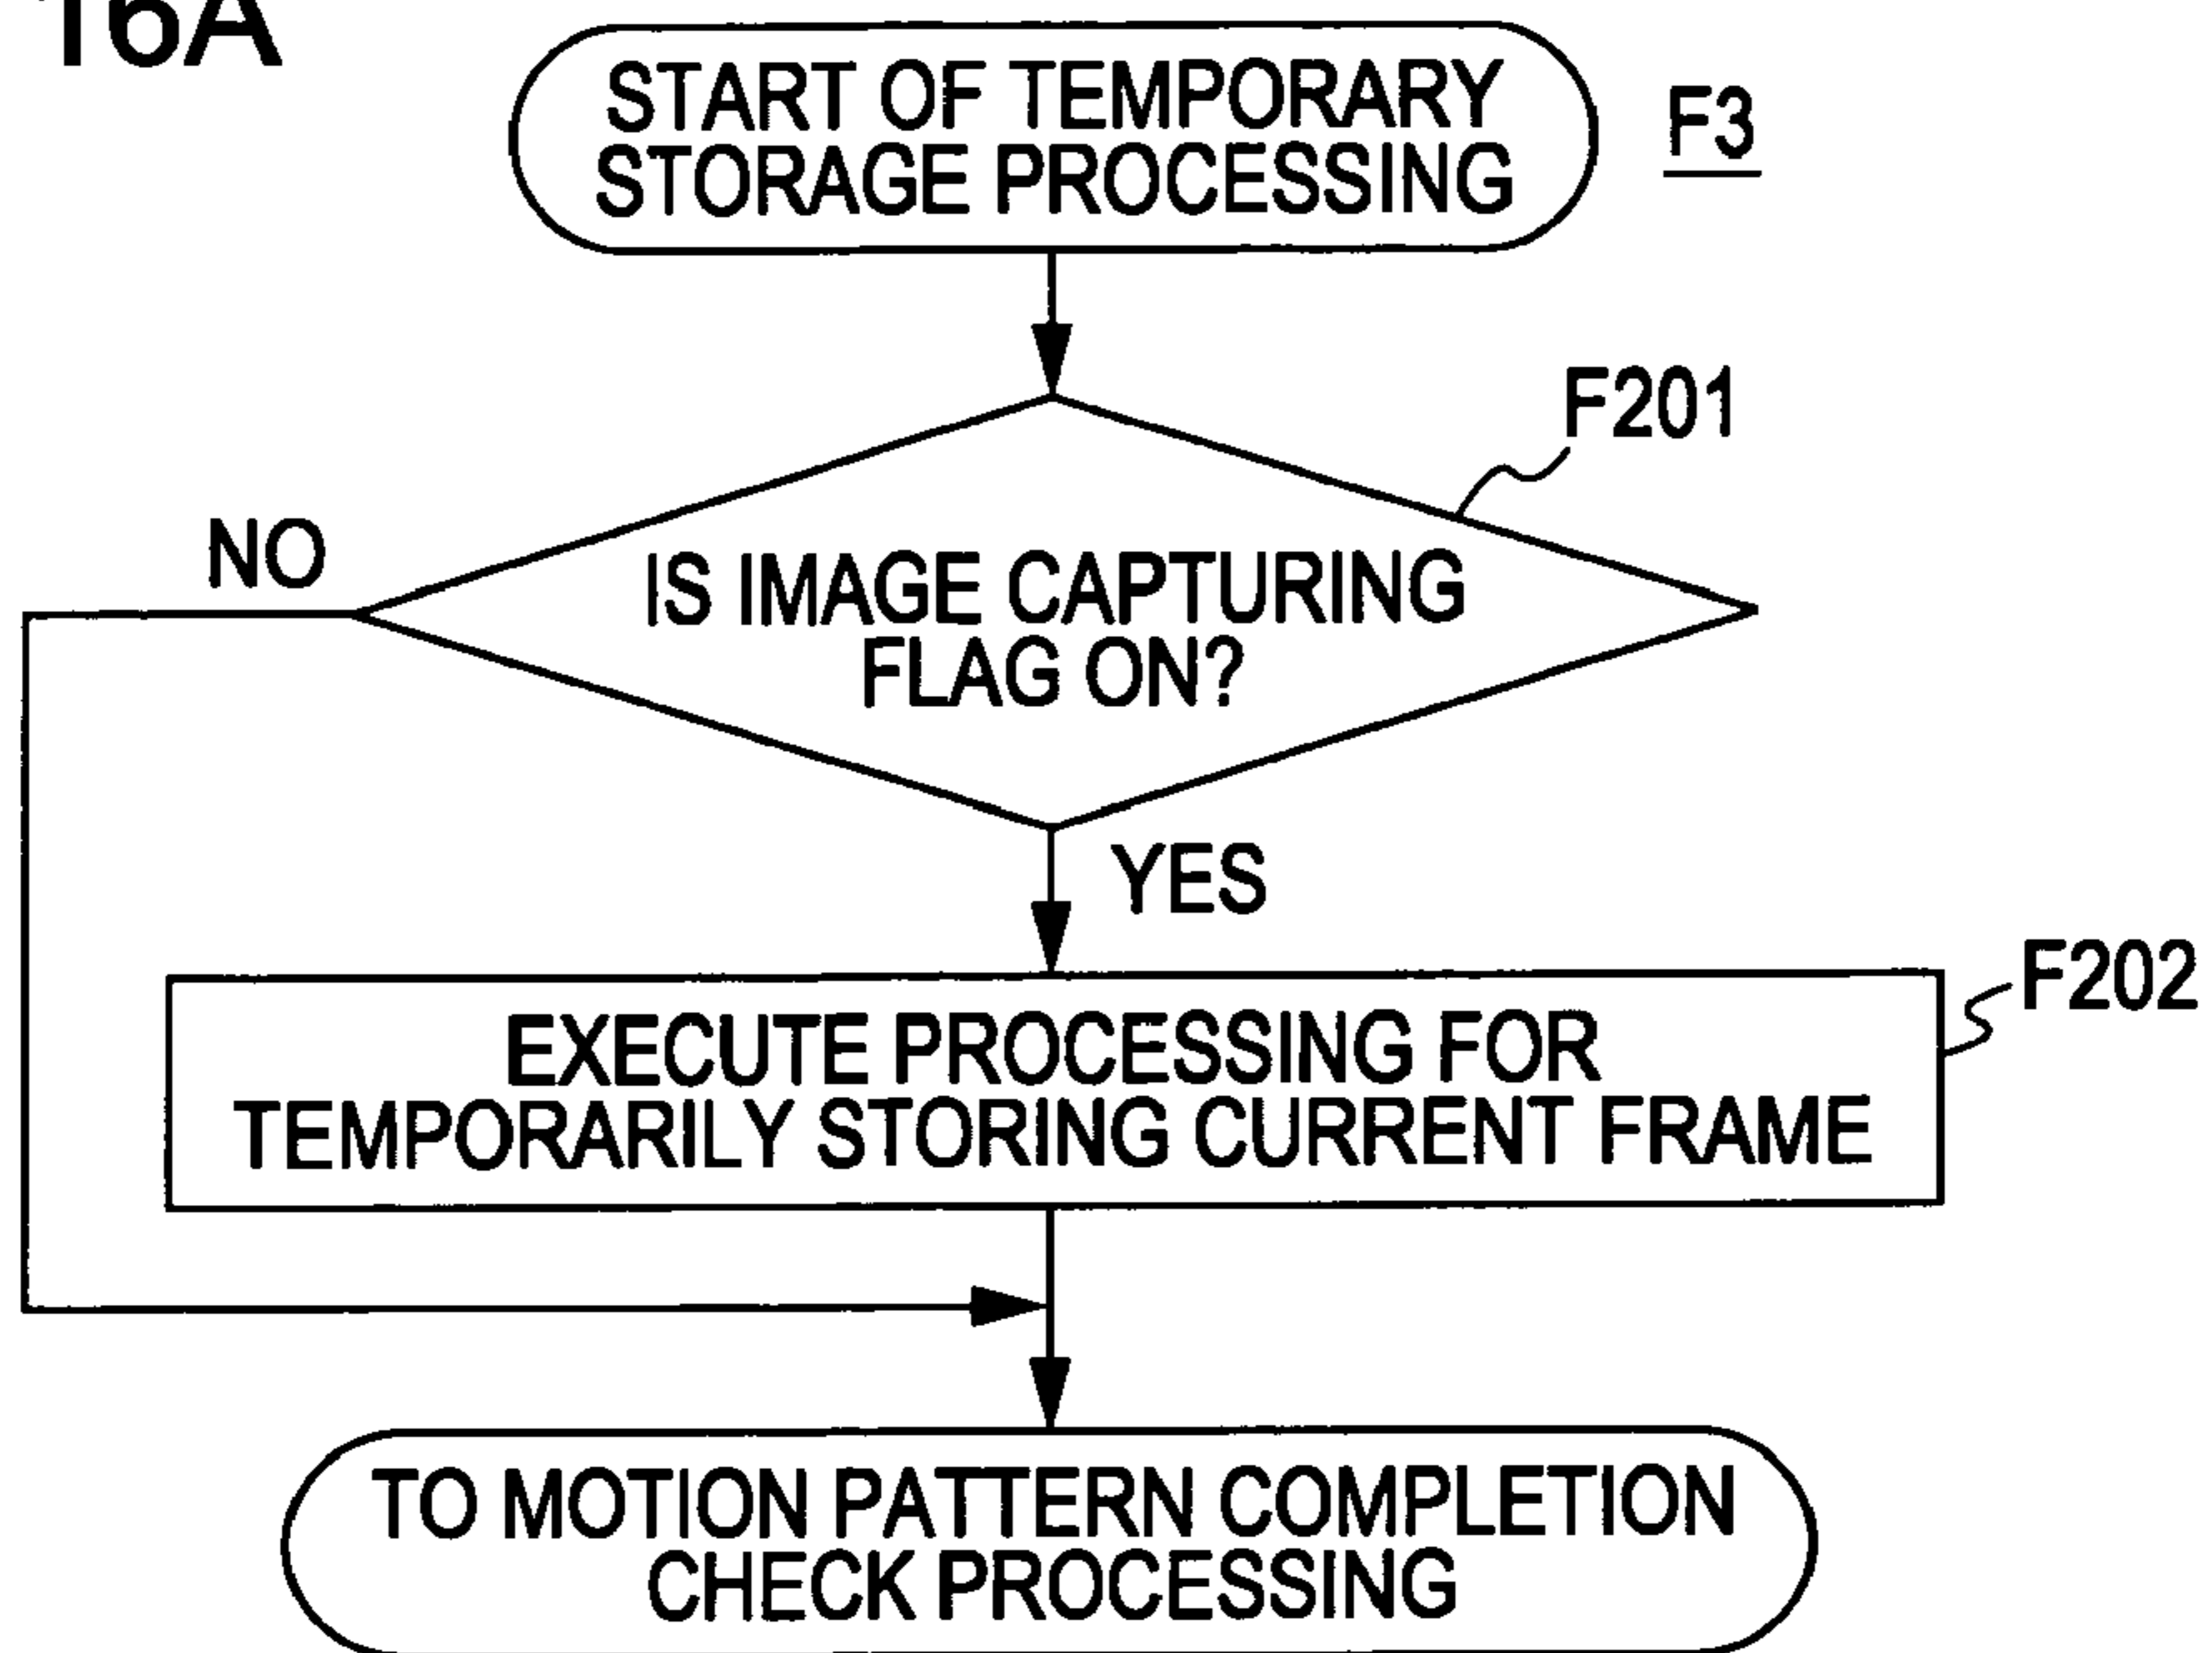 16A
START OF TEMPORARY
STORAGE PROCESSING
F3
F201
NO
IS IMAGE CAPTURING
FLAG ON?
YES
F202
EXECUTE PROCESSING FOR
TEMPORARILY STORING CURRENT FRAME
TO MOTION PATTERN COMPLETION
CHECK PROCESSING